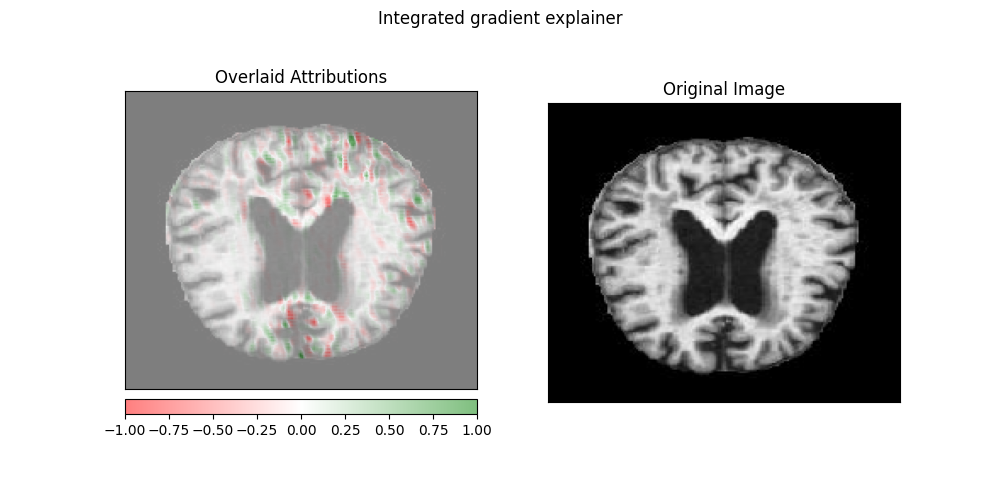 Integrated gradient explainer
Overlaid Attributions
Original Image
−1.00 −0.75 −0.50 −0.25 0.00 0.25 0.50 0.75 1.00